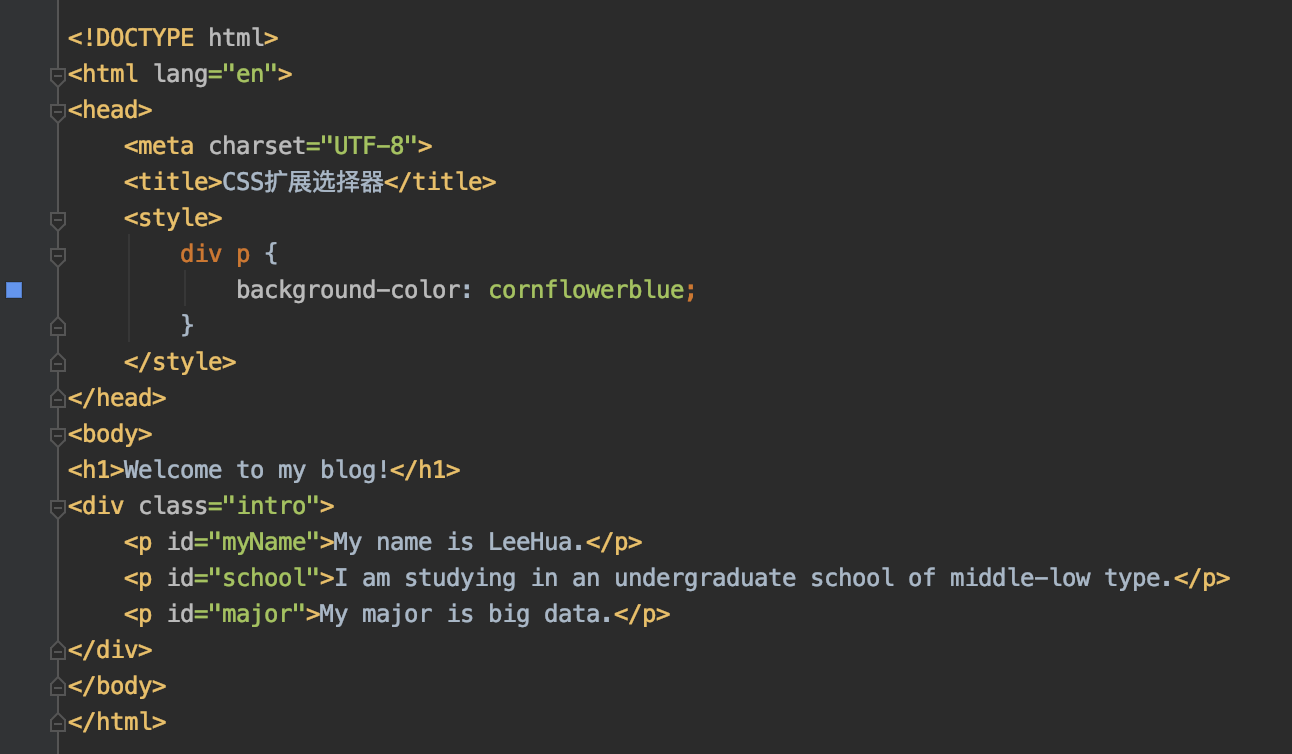 <!DOCTYPE html>
<html lang="en">
<head>
    <meta charset="UTF-8">
    <title>CSS扩展选择器</title>
    <style>
        div p {
            background-color: cornflowerblue;
        }
    </style>
</head>
<body>
<h1>Welcome to my blog!</h1>
<div class="intro">
    <p id="myName">My name is LeeHua.</p>
    <p id="school">I am studying in an undergraduate school of middle-low type.</p>
    <p id="major">My major is big data.</p>
</div>
</body>
</html>